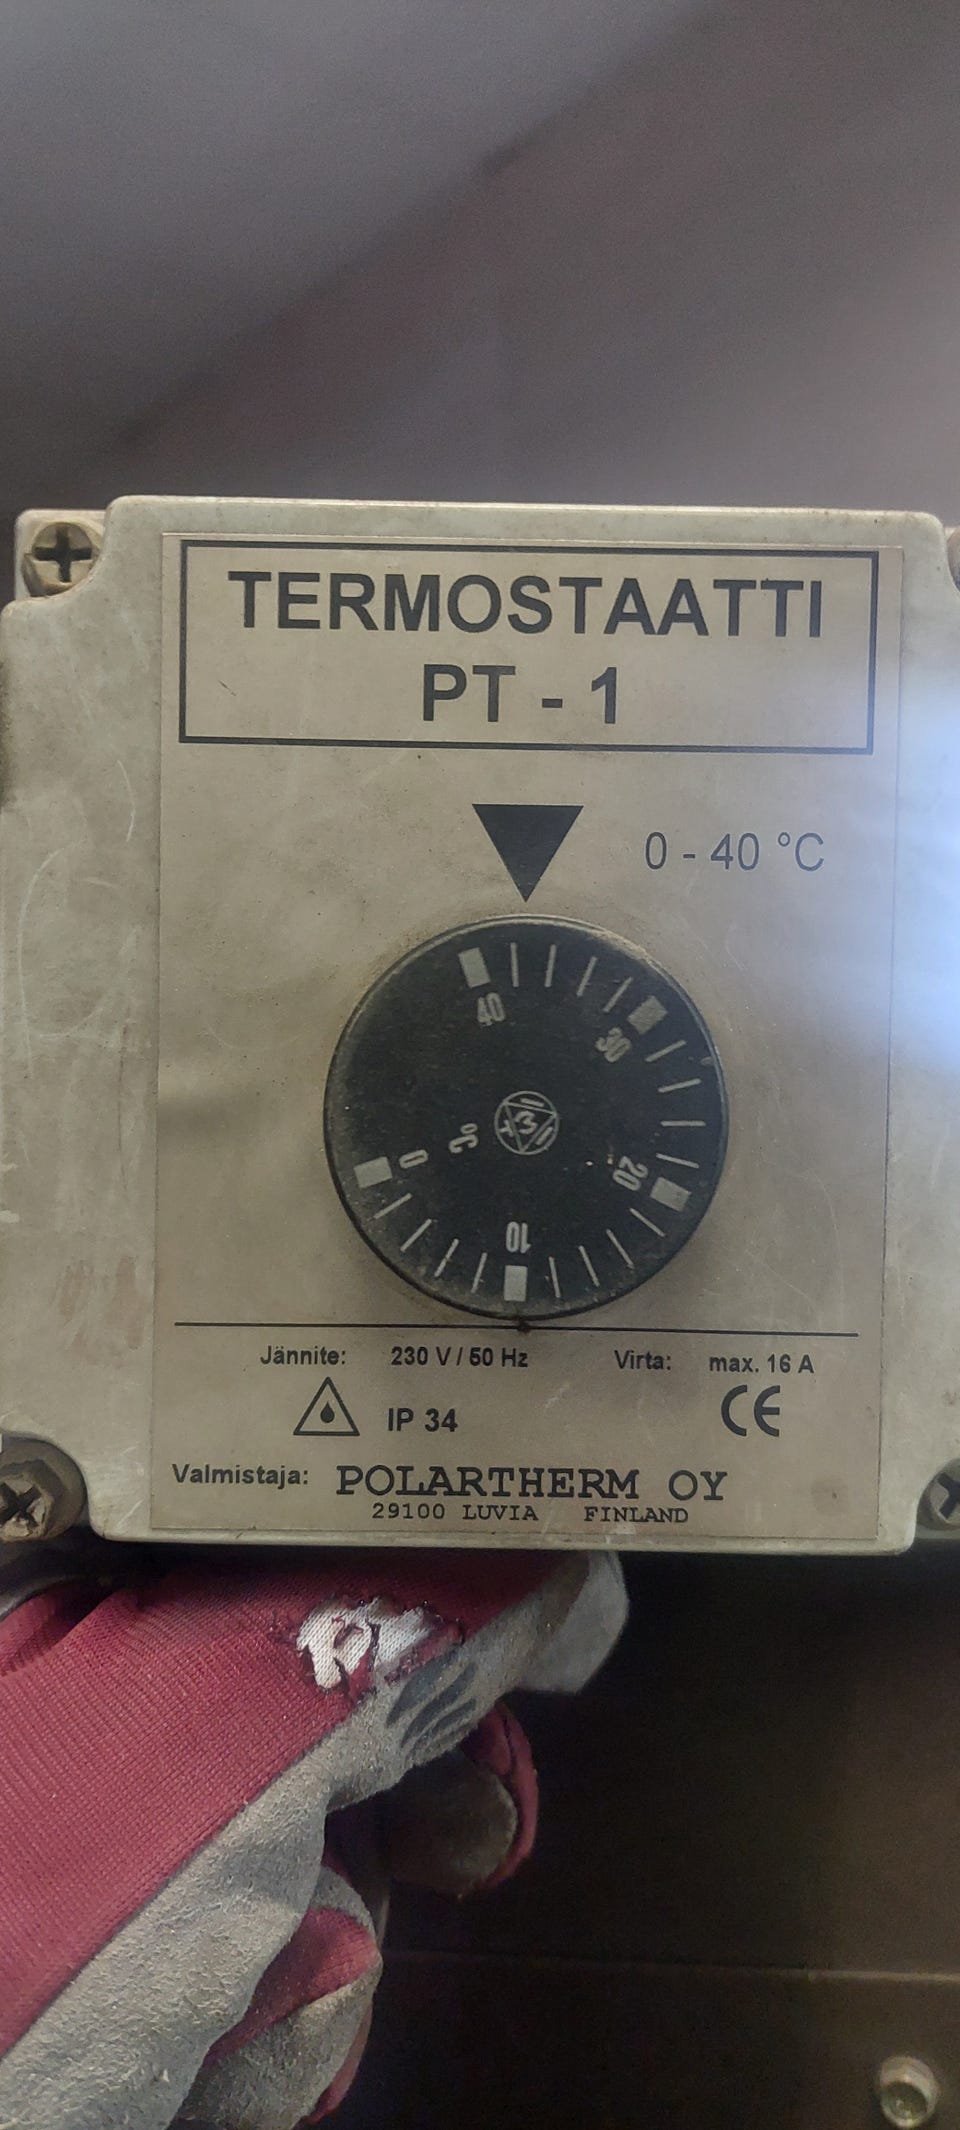 TERMOSTAATTI
PT - 1
0 - 40 °C
40
30
20
10
0
°C
Jännite: 230 V / 50 Hz Virta: max. 16 A
IP 34 CE
Valmistaja: POLARTHERM OY
29100 LUVIA FINLAND